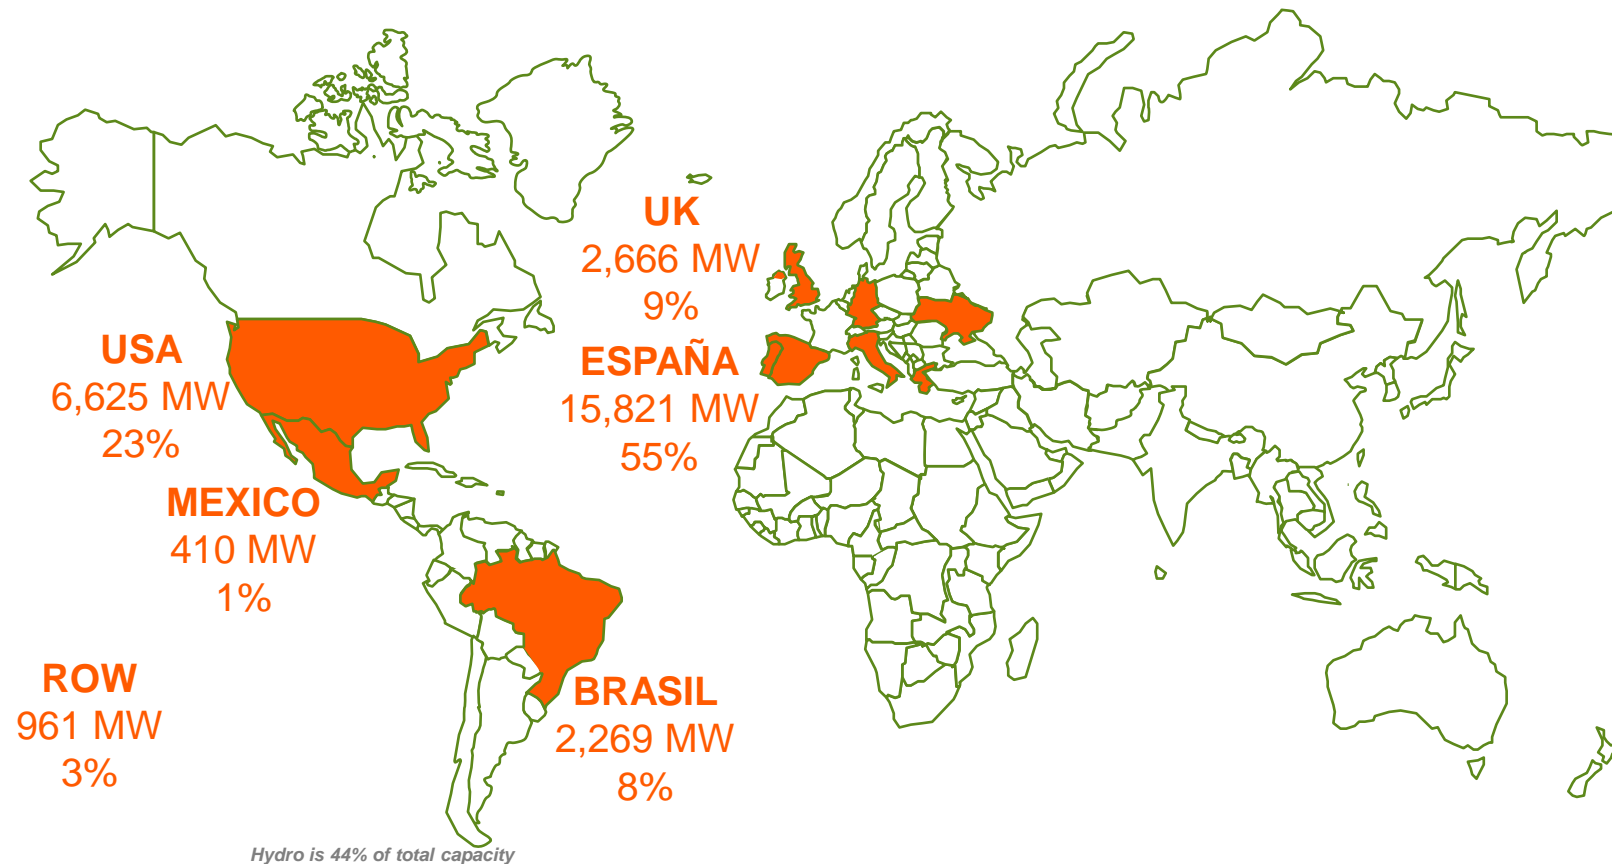 UK
2,666 MW
9%
USA
6,625 MW
23%
ESPAÑA
15,821 MW
55%
MEXICO
410 MW
1%
ROW
961 MW
3%
BRASIL
2,269 MW
8%
Hydro is 44% of total capacity